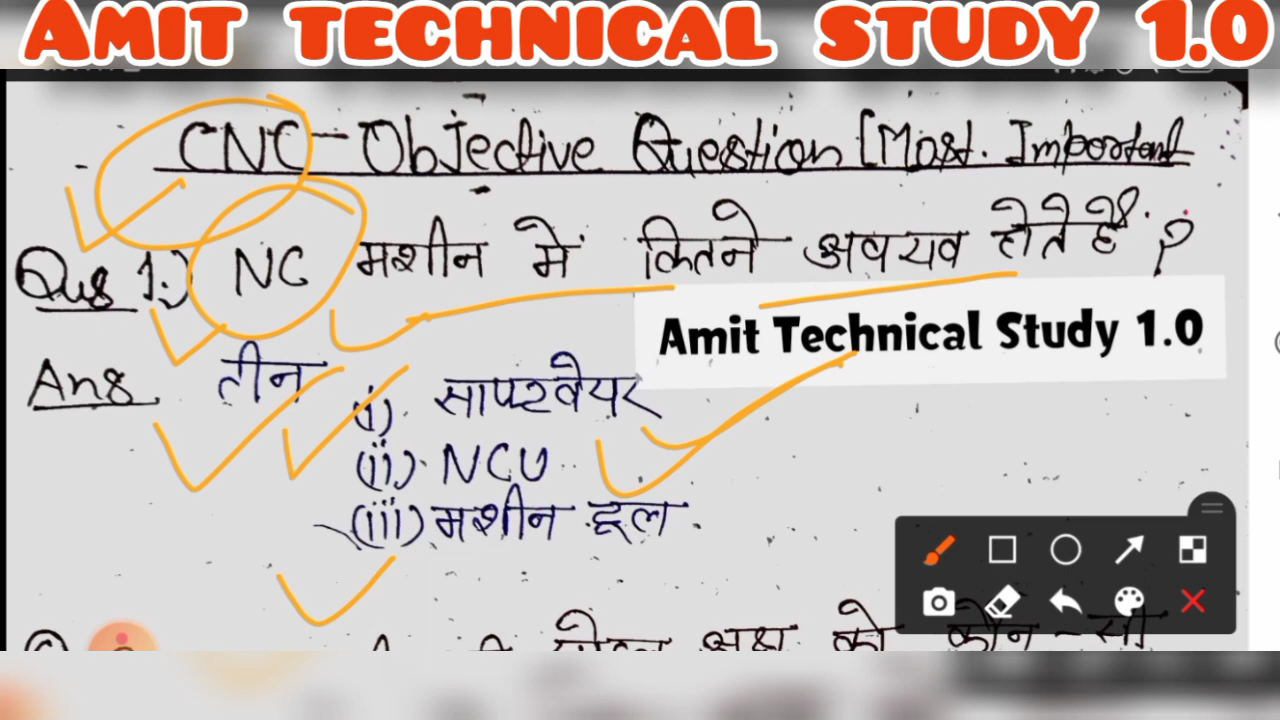 AMIT TECHNICAL STUDY 1.0
CNC-Objective Question [Most. Important
Qus 1.) NC मशीन में कितने अवयव होते हैं ?
Amit Technical Study 1.0
Ans तीन
i). साफ्टवेयर
(ii). NCU
(iii) मशीन टूल.
अक्ष को कौन-सी